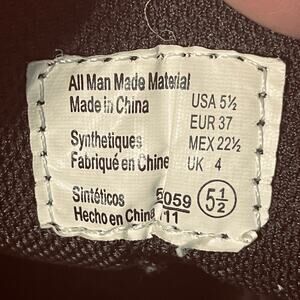 All Man Made Material
Made in China
Synthetiques
Fabriqué en Chine
Sintéticos
Hecho en China
USA 5½
EUR 37
MEX 22½
UK 4
6059
/11
5½